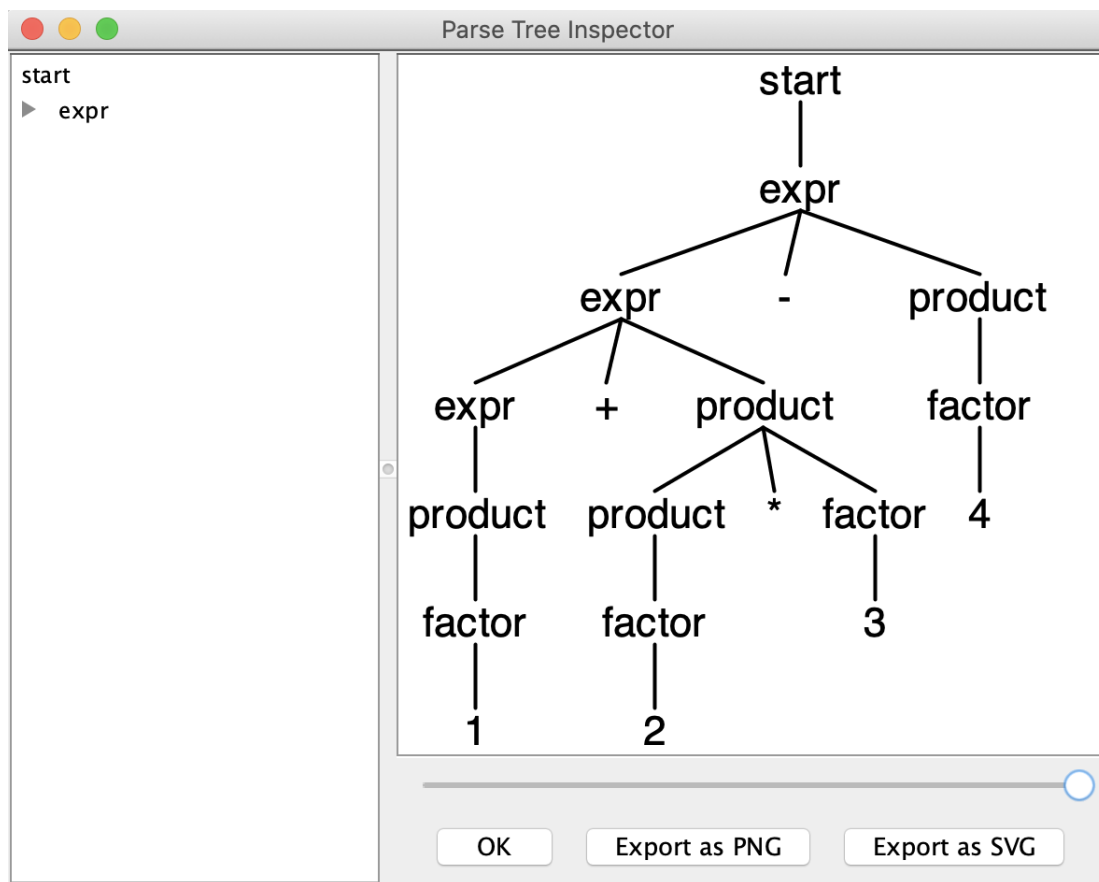 Parse Tree Inspector
start
expr
start
expr
expr - product
expr + product factor
product product * factor 4
factor factor 3
1 2
OK Export as PNG Export as SVG